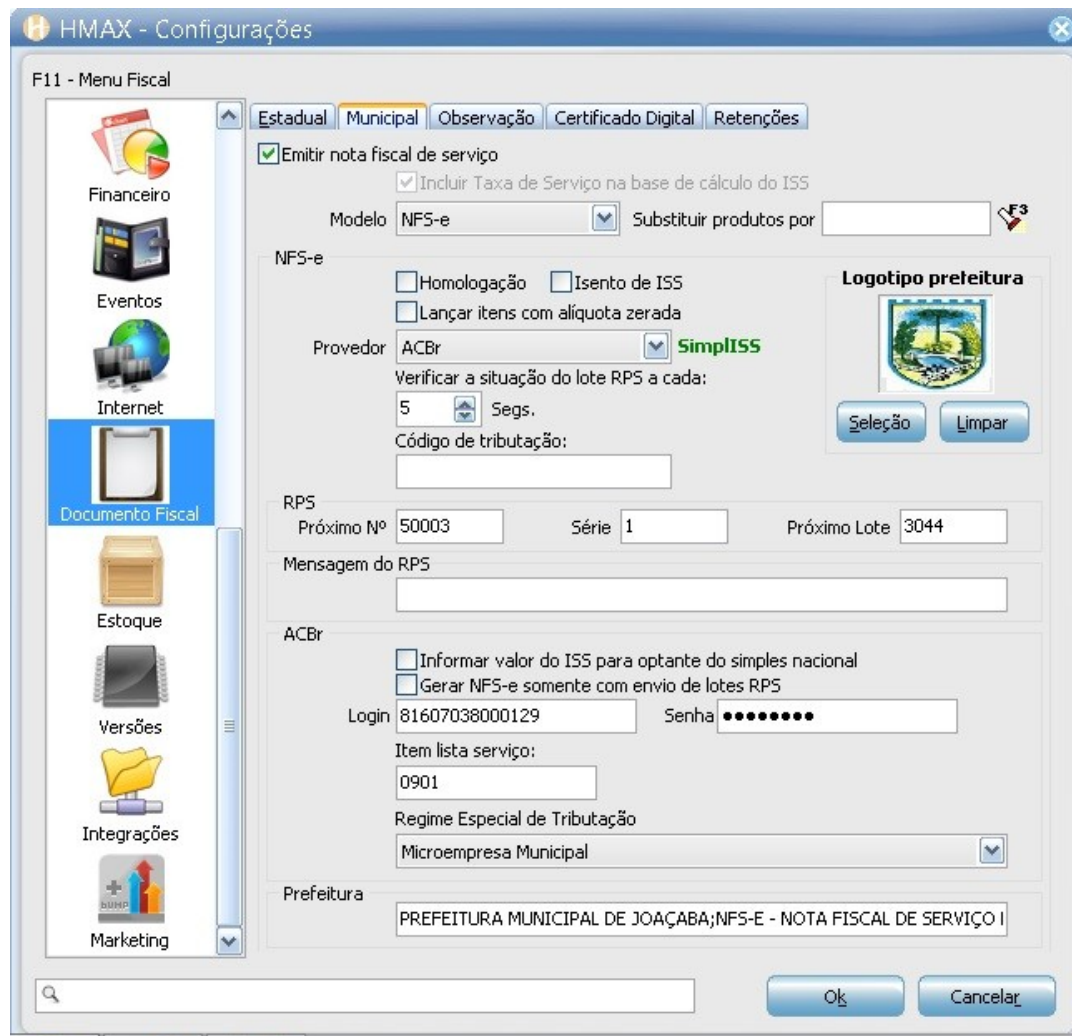 HMAX - Configurações
F11 - Menu Fiscal
Financeiro
Eventos
Internet
Documento Fiscal
Estoque
Versões
Integrações
BUMP
Marketing
Estadual Municipal Observação Certificado Digital Retenções
Emitir nota fiscal de serviço
Incluir Taxa de Serviço na base de cálculo do ISS
Modelo NFS-e Substituir produtos por F3
NFS-e
Homologação Isento de ISS
Lançar itens com alíquota zerada
Logotipo prefeitura
Provedor ACBr SimplISS
Verificar a situação do lote RPS a cada:
5 Segs.
Seleção Limpar
Código de tributação:
RPS
Próximo Nº 50003 Série 1 Próximo Lote 3044
Mensagem do RPS
ACBr
Informar valor do ISS para optante do simples nacional
Gerar NFS-e somente com envio de lotes RPS
Login 81607038000129 Senha ●●●●●●●●
Item lista serviço:
0901
Regime Especial de Tributação
Microempresa Municipal
Prefeitura
PREFEITURA MUNICIPAL DE JOAÇABA;NFS-E - NOTA FISCAL DE SERVIÇO
Ok Cancelar